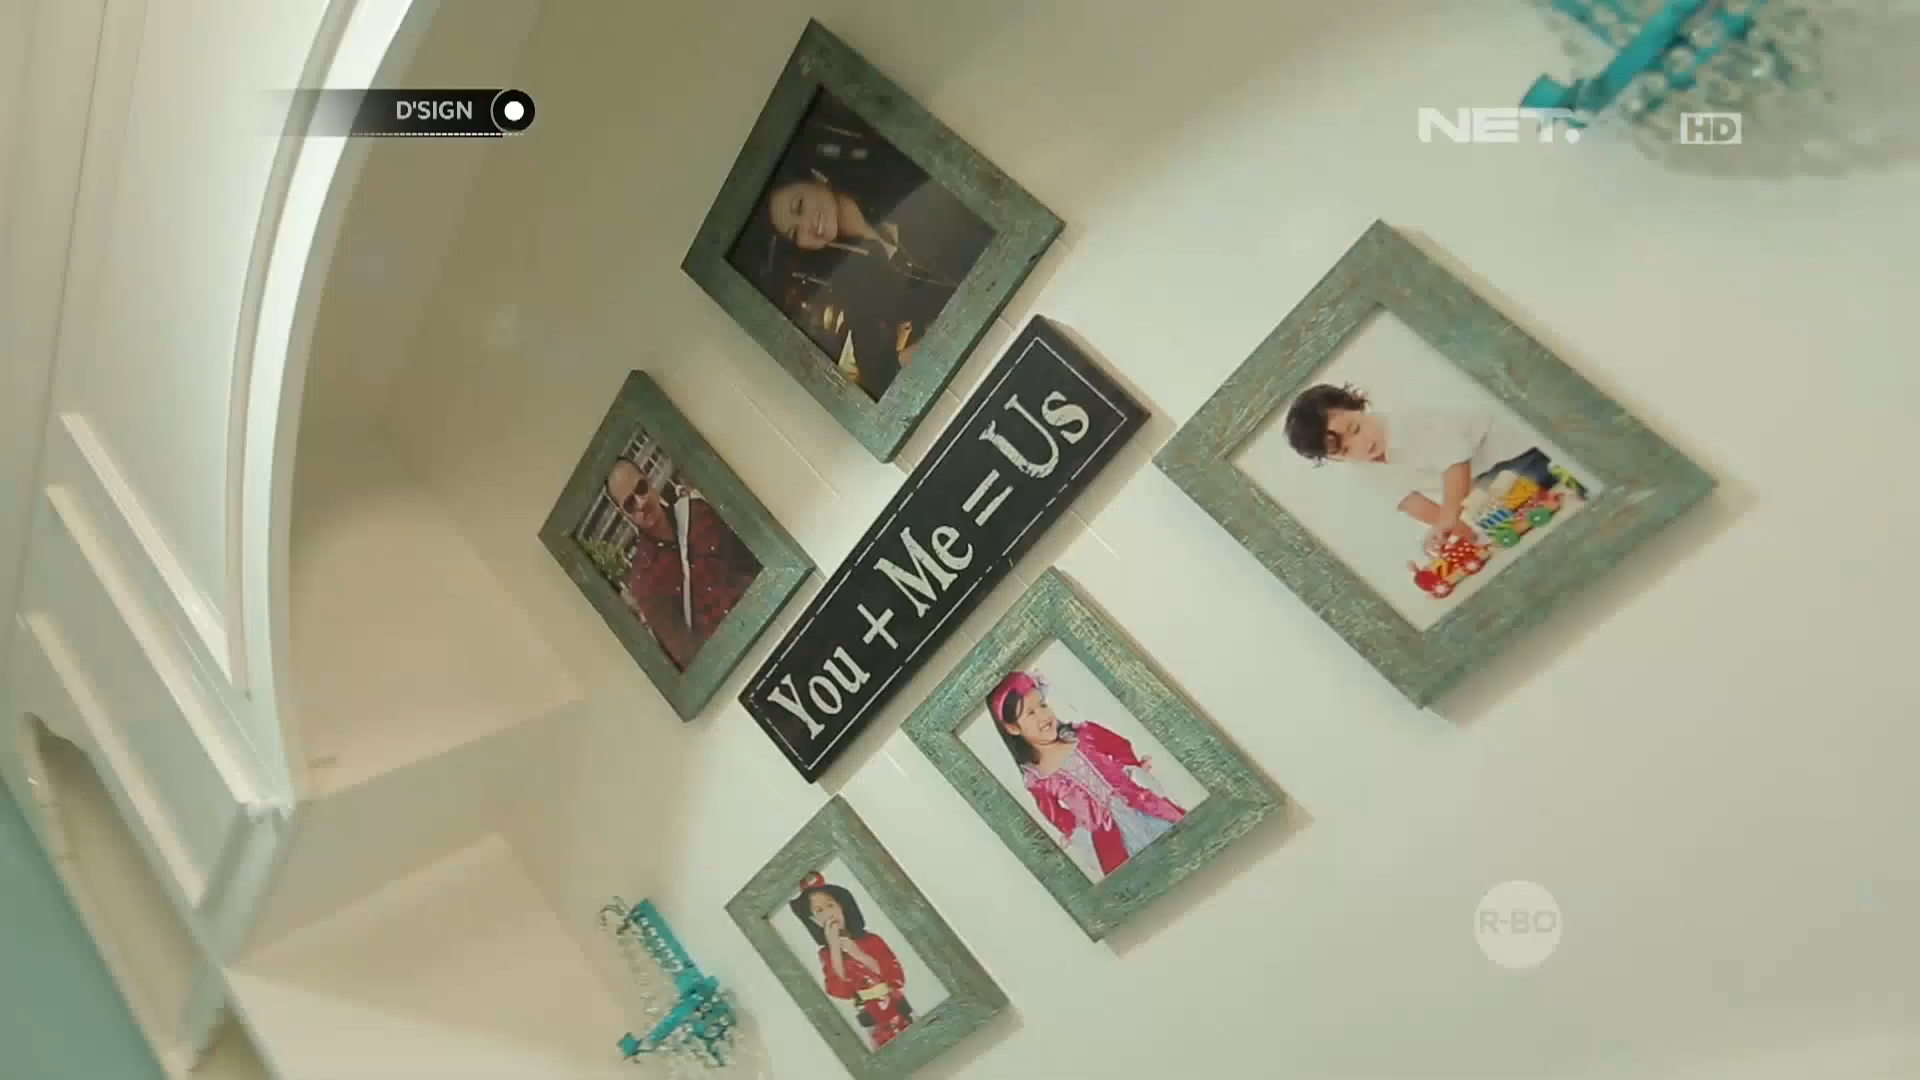 D'SIGN
NET.
HD
You + Me = Us
R-BO